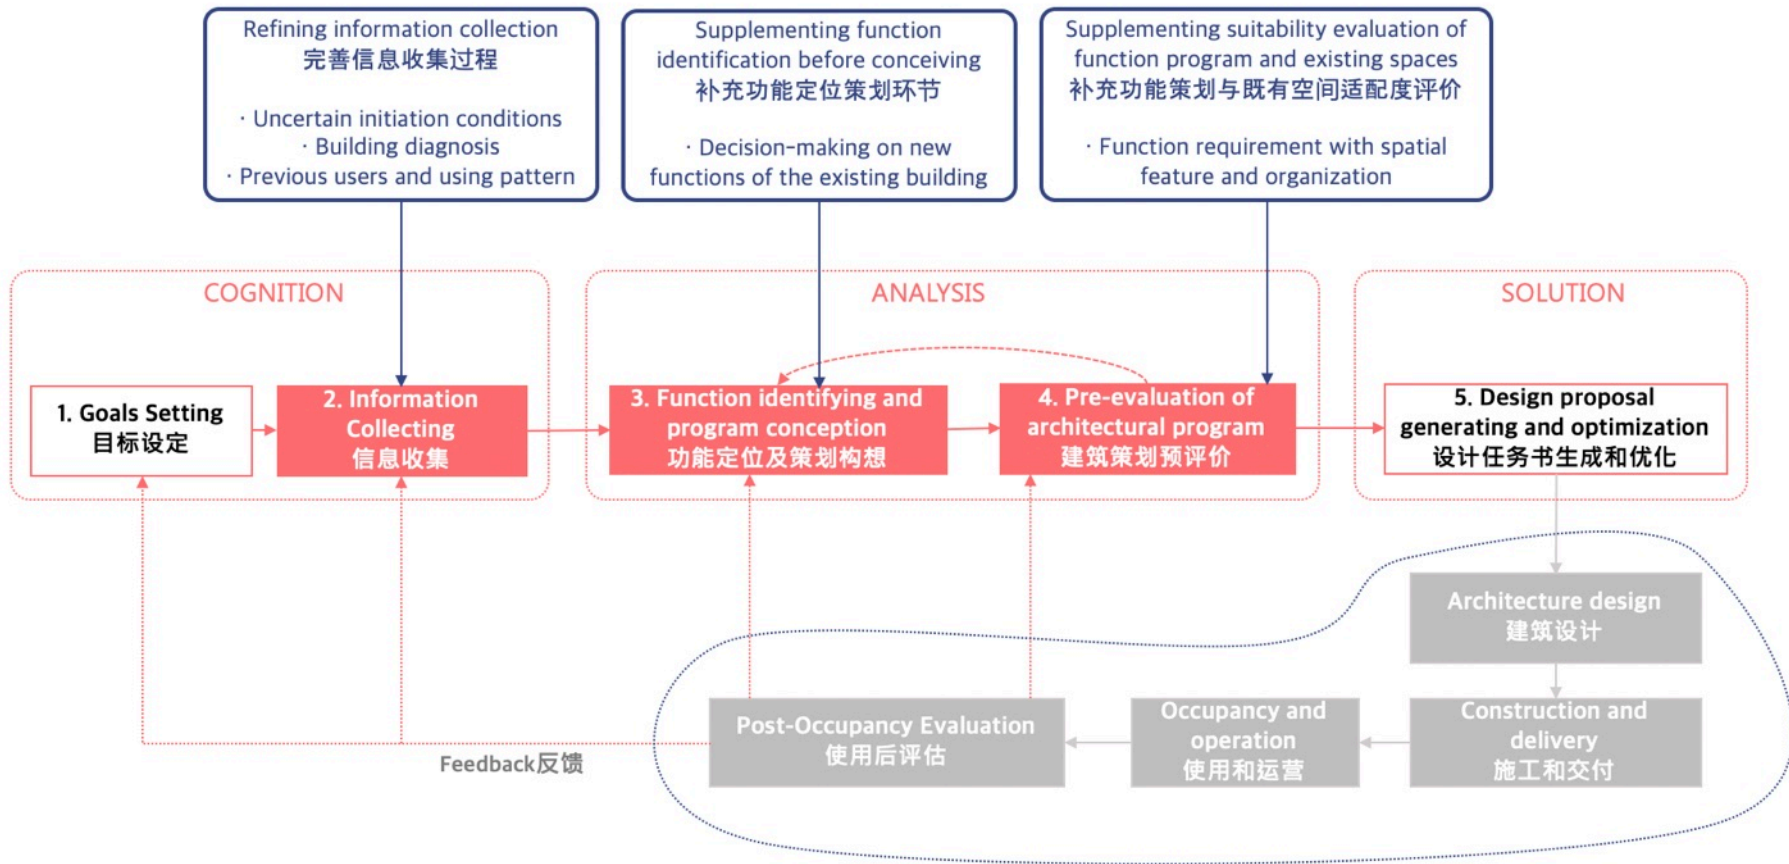 Refining information collection
完善信息收集过程
· Uncertain initiation conditions
· Building diagnosis
· Previous users and using pattern
Supplementing function
identification before conceiving
补充功能定位策划环节
· Decision-making on new
functions of the existing building
Supplementing suitability evaluation of
function program and existing spaces
补充功能策划与既有空间适配度评价
· Function requirement with spatial
feature and organization
COGNITION
ANALYSIS
SOLUTION
1. Goals Setting
目标设定
2. Information
Collecting
信息收集
3. Function identifying and
program conception
功能定位及策划构想
4. Pre-evaluation of
architectural program
建筑策划预评价
5. Design proposal
generating and optimization
设计任务书生成和优化
Architecture design
建筑设计
Construction and
delivery
施工和交付
Occupancy and
operation
使用和运营
Post-Occupancy Evaluation
使用后评估
Feedback反馈